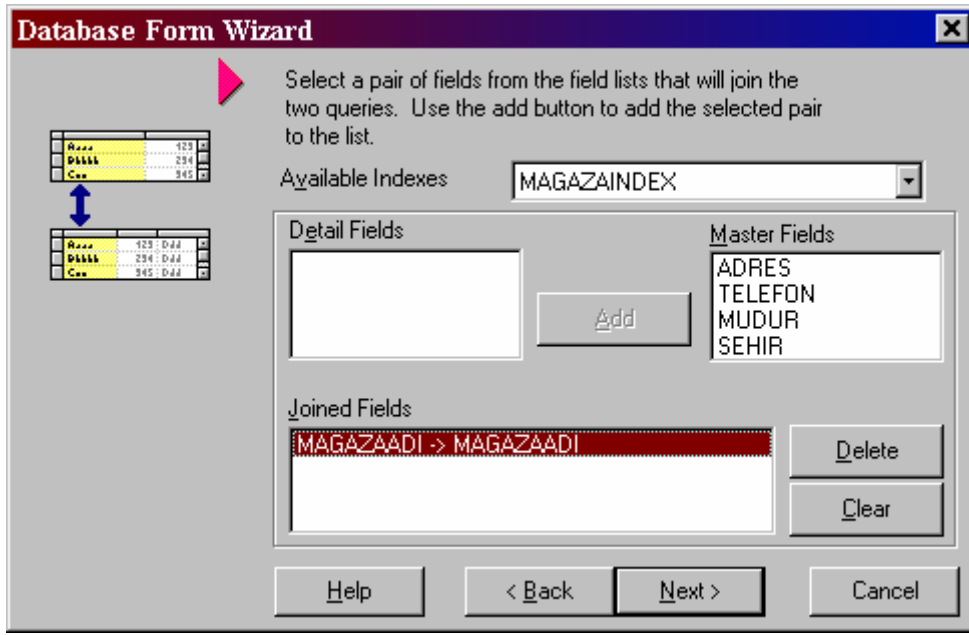 Database Form Wizard
Select a pair of fields from the field lists that will join the
two queries. Use the add button to add the selected pair
to the list.
Available Indexes
MAGAZAINDEX
Detail Fields
Master Fields
ADRES
TELEFON
MUDUR
SEHIR
Add
Joined Fields
MAGAZAADI -> MAGAZAADI
Delete
Clear
Help
< Back
Next >
Cancel